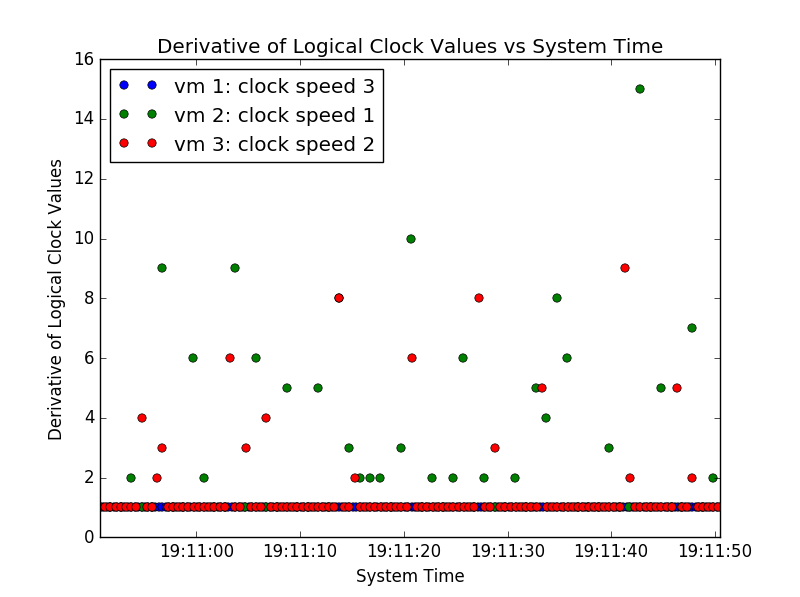 Derivative of Logical Clock Values vs System Time
16
14
12
10
8
6
4
2
0
Derivative of Logical Clock Values
vm 1: clock speed 3
vm 2: clock speed 1
vm 3: clock speed 2
19:11:00 19:11:10 19:11:20 19:11:30 19:11:40 19:11:50
System Time